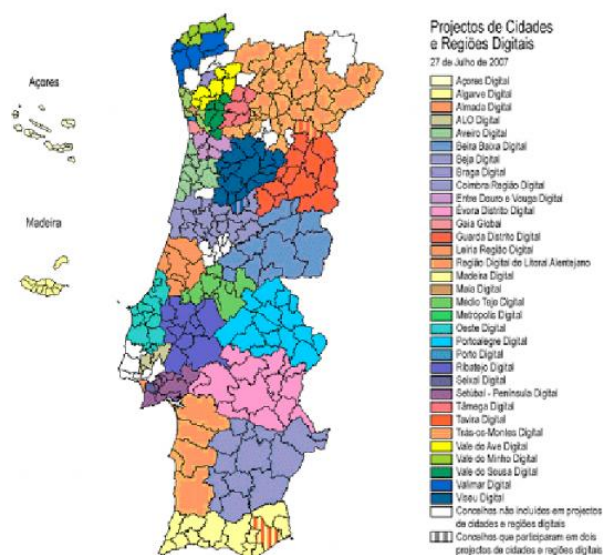 Projectos de Cidades
e Regiões Digitais
27 de Julho de 2007
Açores
Madeira
Açores Digital
Algarve Digital
Almada Digital
ALO Digital
Aveiro Digital
Beira Baixa Digital
Beja Digital
Braga Digital
Coimbra Região Digital
Entre Douro e Vouga Digital
Évora Distrito Digital
Gaia Global
Guarda Distrito Digital
Leiria Região Digital
Região Digital do Litoral Alentejano
Madeira Digital
Maia Digital
Médio Tejo Digital
Metropolis Digital
Oeste Digital
Portoalegre Digital
Porto Digital
Ribatejo Digital
Seixal Digital
Setúbal - Península Digital
Tâmega Digital
Tavira Digital
Trás-os-Montes Digital
Vale do Ave Digital
Vale do Minho Digital
Vale do Sousa Digital
Valimar Digital
Viseu Digital
Concelhos não incluídos em projectos
de cidades e regiões digitais
Concelhos que participaram em dois
projectos de cidades e regiões digitais